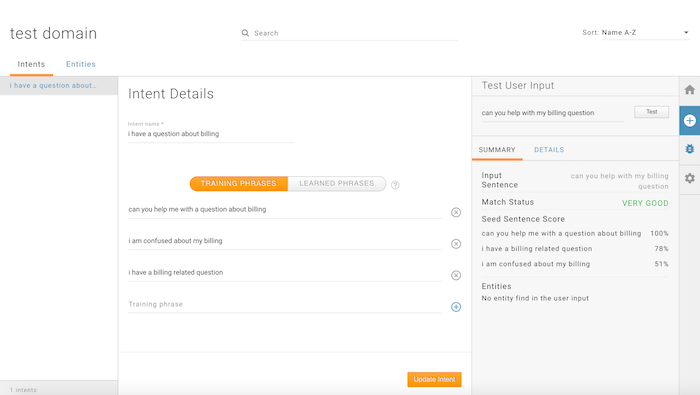 test domain
Search
Sort: Name A-Z
Intents
Entities
i have a question about...
Intent Details
Intent name *
i have a question about billing
TRAINING PHRASES
LEARNED PHRASES
?
can you help me with a question about billing
i am confused about my billing
i have a billing related question
Training phrase
Update Intent
1 intents
Test User Input
can you help with my billing question
Test
SUMMARY
DETAILS
Input Sentence
can you help with my billing question
Match Status
VERY GOOD
Seed Sentence Score
can you help me with a question about billing 100%
i have a billing related question 78%
i am confused about my billing 51%
Entities
No entity find in the user input